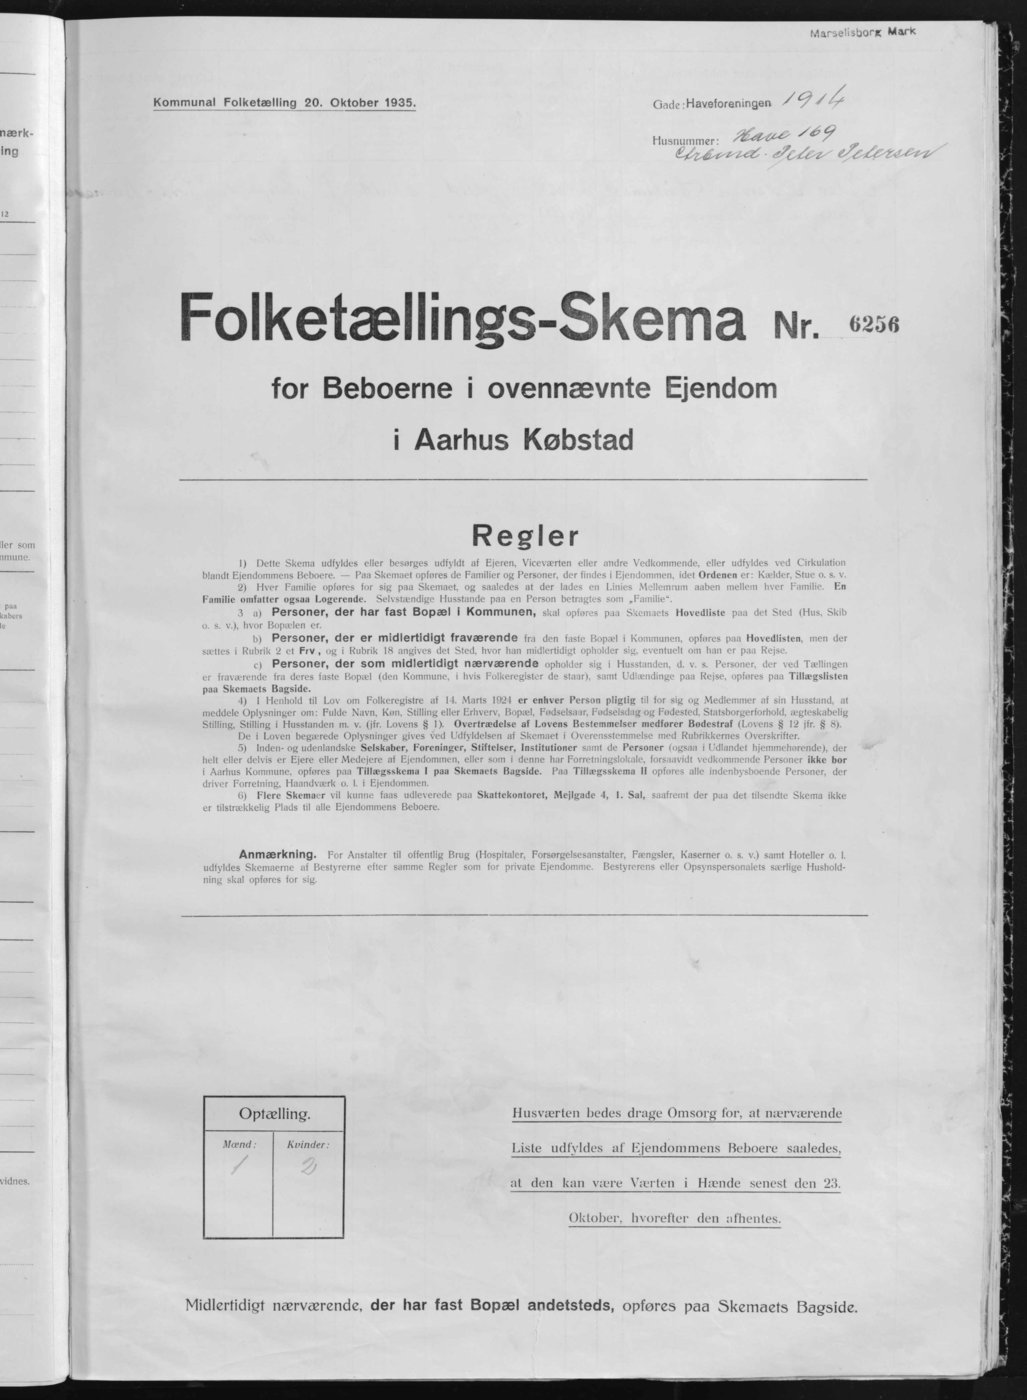 Marselisborg Mark
Kommunal Folketælling 20. Oktober 1935.
Gade: Haveforeningen 1914
Husnummer: Have 169
Peter Petersen
Folketællings-Skema Nr. 6256
for Beboerne i ovennævnte Ejendom
i Aarhus Købstad
Regler
1) Dette Skema udfyldes eller besørges udfyldt af Ejeren, Viceværten eller andre Vedkommende, eller udfyldes ved Cirkulation
blandt Ejendommens Beboere. — Paa Skemaet opføres de Familier og Personer, der findes i Ejendommen, idet Ordenen er: Kælder, Stue o. s. v.
2) Hver Familie opføres for sig paa Skemaet, og saaledes at der lades en Linies Mellemrum aaben mellem hver Familie. En
Familie omfatter ogsaa Logerende. Selvstændige Husstande paa en Person betragtes som „Familie“.
3 a) Personer, der har fast Bopæl i Kommunen, skal opføres paa Skemaets Hovedliste paa det Sted (Hus, Skib
o. s. v.), hvor Bopælen er.
b) Personer, der er midlertidigt fraværende fra den faste Bopæl i Kommunen, opføres paa Hovedlisten, men der
sættes i Rubrik 2 et Frv., og i Rubrik 18 angives det Sted, hvor han midlertidigt opholder sig, eventuelt om han er paa Rejse.
c) Personer, der som midlertidigt nærværende opholder sig i Husstanden, d. v. s. Personer, der ved Tællingen
er fraværende fra deres faste Bopæl (den Kommune, i hvis Folkeregister de staar), samt Udlændinge paa Rejse, opføres paa Tillægslisten
paa Skemaets Bagside.
4) I Henhold til Lov om Folkeregistre af 14. Marts 1924 er enhver Person pligtig til for sig og Medlemmer af sin Husstand, at
meddele Oplysninger om: Fulde Navn, Køn, Stilling eller Erhverv, Bopæl, Fødselsaar, Fødselsdag og Fødested, Statsborgerforhold, ægteskabelig
Stilling, Stilling i Husstanden m. v. (jfr. Lovens § 1). Overtrædelse af Lovens Bestemmelser medfører Bødestraf (Lovens § 12 jfr. § 8).
De i Loven begærede Oplysninger gives ved Udfyldelsen af Skemaet i Overensstemmelse med Rubrikkernes Overskrifter.
5) Inden- og udenlandske Selskaber, Foreninger, Stiftelser, Institutioner samt de Personer (ogsaa i Udlandet hjemmehørende), der
helt eller delvis er Ejere eller Medejere af Ejendommen, eller som i denne har Forretningslokale, forsaavidt vedkommende Personer ikke bor
i Aarhus Kommune, opføres paa Tillægsskema I paa Skemaets Bagside. Paa Tillægsskema II opføres alle indenbysboende Personer, der
driver Forretning, Haandværk o. l. i Ejendommen.
6) Flere Skemaer vil kunne faas udleverede paa Skattekontoret, Mejlgade 4, 1. Sal, saafremt der paa det tilsendte Skema ikke
er tilstrækkelig Plads til alle Ejendommens Beboere.
Anmærkning. For Anstalter til offentlig Brug (Hospitaler, Forsørgelsesanstalter, Fængsler, Kaserner o. s. v.) samt Hoteller o. l.
udfyldes Skemaerne af Bestyrerne efter samme Regler som for private Ejendomme. Bestyrerens eller Opsynspersonalets særlige Hushold-
ning skal opføres for sig.
Optælling.
Mænd: Kvinder:
1 2
Husværten bedes drage Omsorg for, at nærværende
Liste udfyldes af Ejendommens Beboere saaledes,
at den kan være Værten i Hænde senest den 23.
Oktober, hvorefter den afhentes.
Midlertidigt nærværende, der har fast Bopæl andetsteds, opføres paa Skemaets Bagside.
nærk-
ing
12
ller som
mmune.
paa
kabers
le
vidnes.